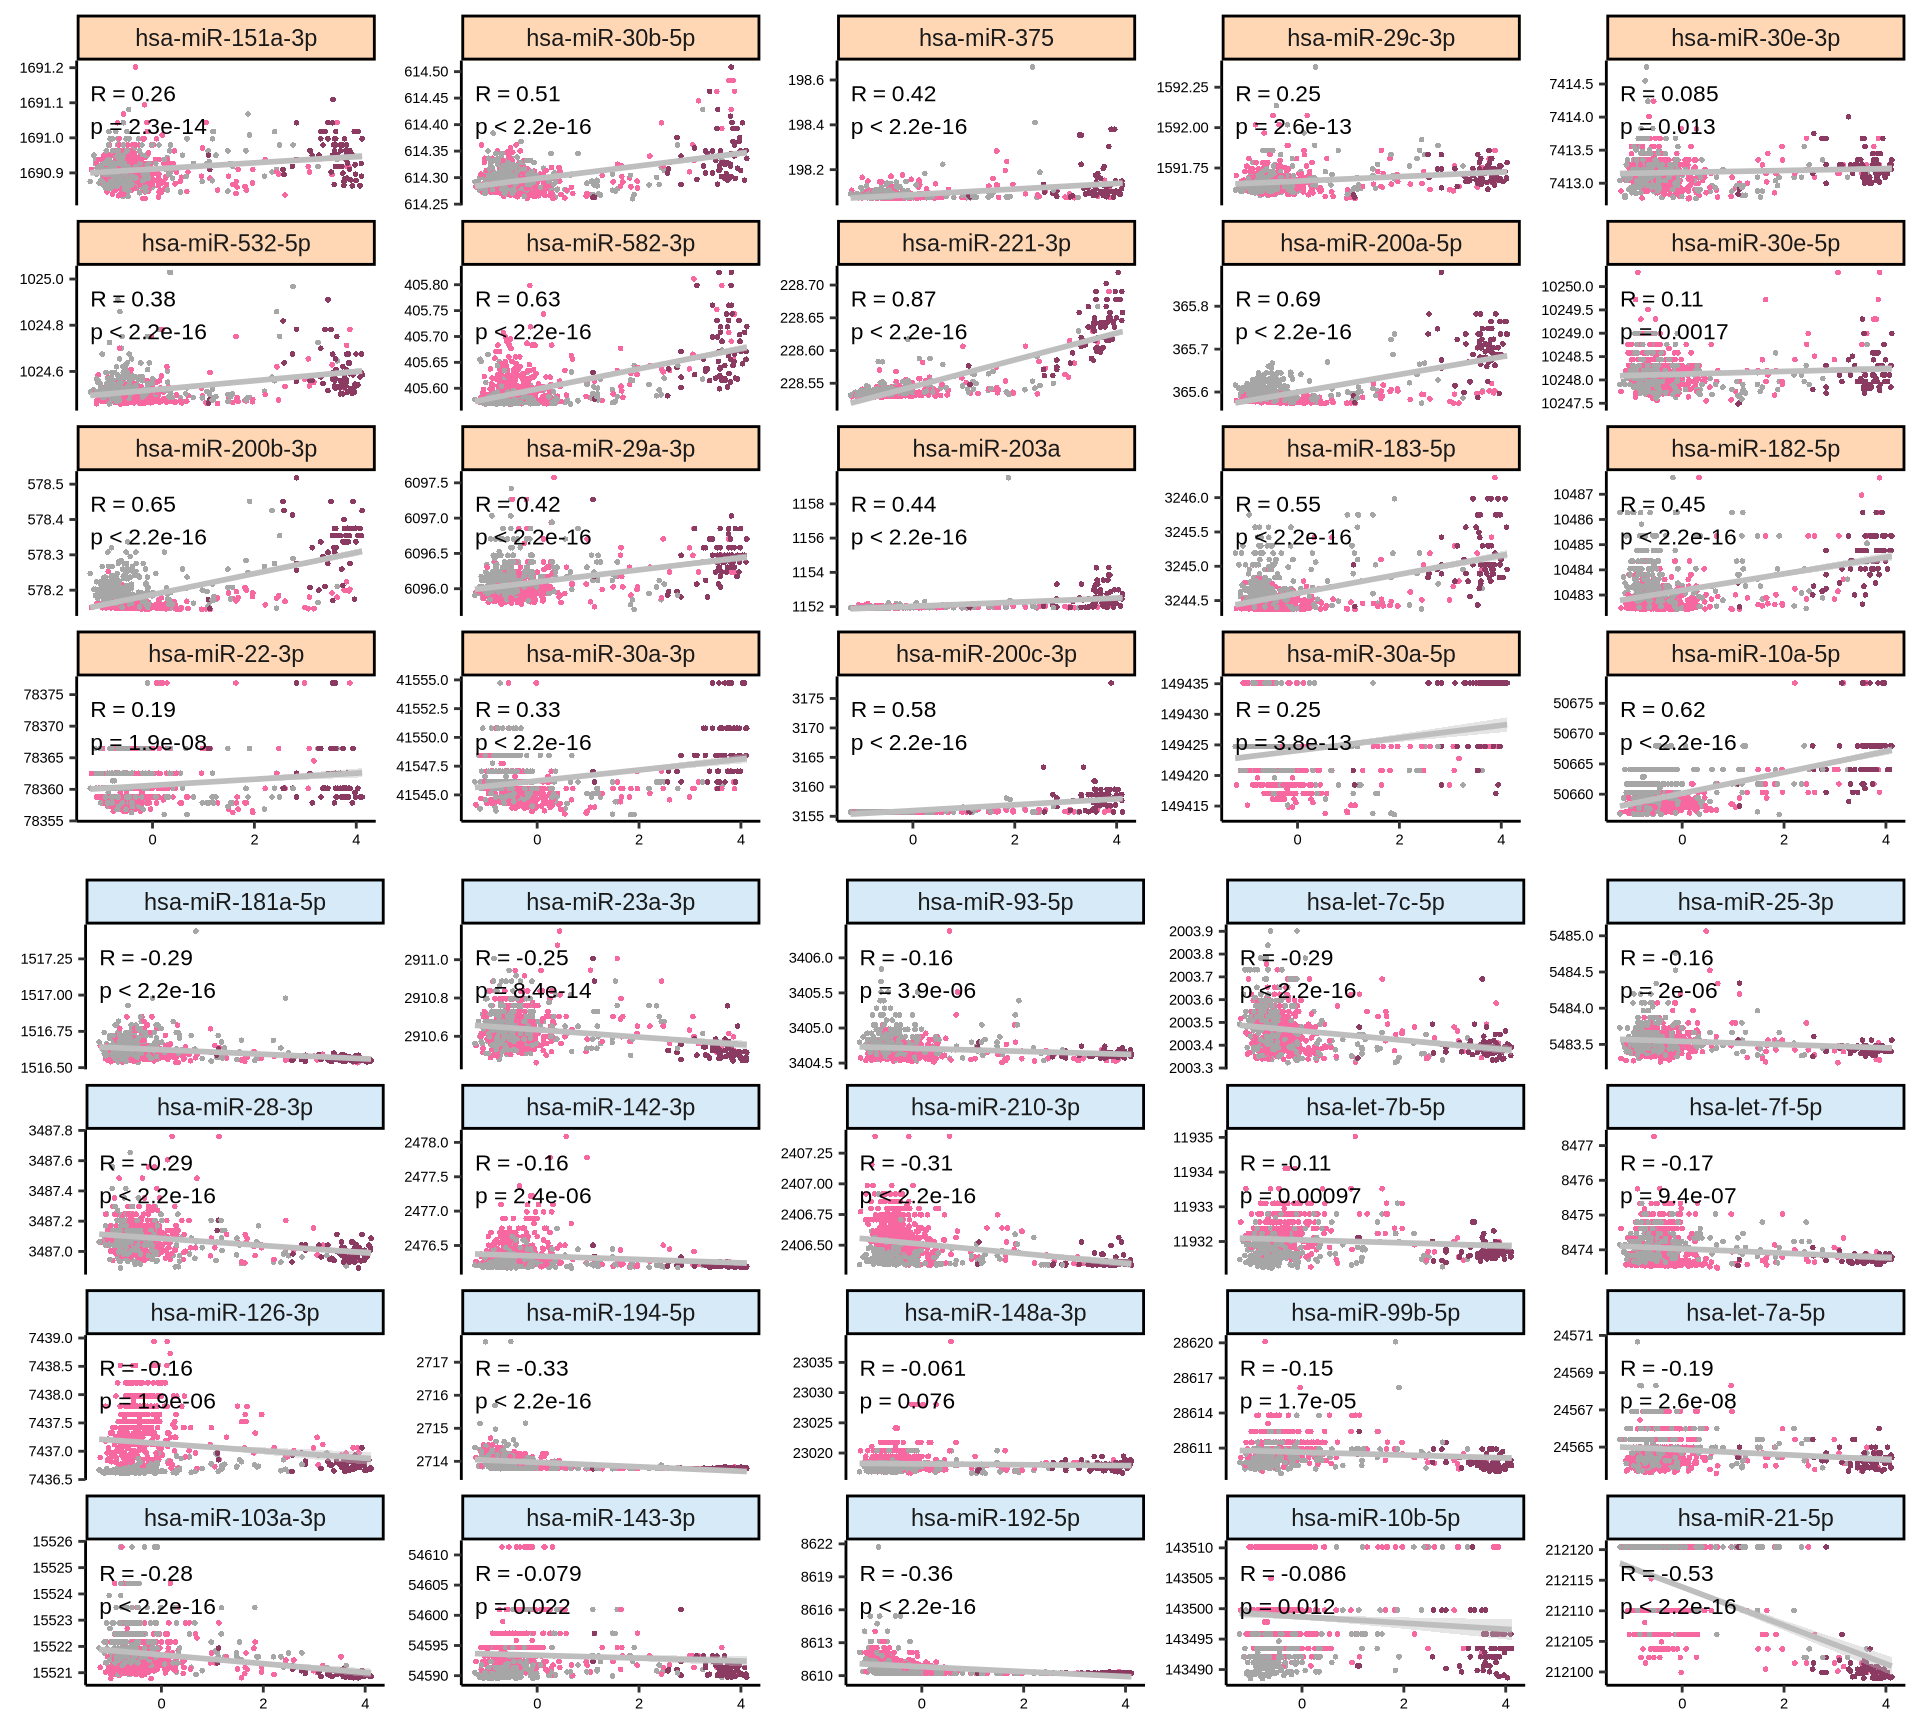 hsa-miR-151a-3p
1691.2
1691.1
1691.0
1690.9
R = 0.26
p = 2.3e-14
hsa-miR-30b-5p
614.50
614.45
614.40
614.35
614.30
614.25
R = 0.51
p < 2.2e-16
hsa-miR-375
198.6
198.4
198.2
R = 0.42
p < 2.2e-16
hsa-miR-29c-3p
1592.25
1592.00
1591.75
R = 0.25
p = 2.6e-13
hsa-miR-30e-3p
7414.5
7414.0
7413.5
7413.0
R = 0.085
p = 0.013
hsa-miR-532-5p
1025.0
1024.8
1024.6
R = 0.38
p < 2.2e-16
hsa-miR-582-3p
405.80
405.75
405.70
405.65
405.60
R = 0.63
p < 2.2e-16
hsa-miR-221-3p
228.70
228.65
228.60
228.55
R = 0.87
p < 2.2e-16
hsa-miR-200a-5p
365.8
365.7
365.6
R = 0.69
p < 2.2e-16
hsa-miR-30e-5p
10250.0
10249.5
10249.0
10248.5
10248.0
10247.5
R = 0.11
p = 0.0017
hsa-miR-200b-3p
578.5
578.4
578.3
578.2
R = 0.65
p < 2.2e-16
hsa-miR-29a-3p
6097.5
6097.0
6096.5
6096.0
R = 0.42
p < 2.2e-16
hsa-miR-203a
1158
1156
1154
1152
R = 0.44
p < 2.2e-16
hsa-miR-183-5p
3246.0
3245.5
3245.0
3244.5
R = 0.55
p < 2.2e-16
hsa-miR-182-5p
10487
10486
10485
10484
10483
R = 0.45
p < 2.2e-16
hsa-miR-22-3p
78375
78370
78365
78360
78355
R = 0.19
p = 1.9e-08
0 2 4
hsa-miR-30a-3p
41555.0
41552.5
41550.0
41547.5
41545.0
R = 0.33
p < 2.2e-16
0 2 4
hsa-miR-200c-3p
3175
3170
3165
3160
3155
R = 0.58
p < 2.2e-16
0 2 4
hsa-miR-30a-5p
149435
149430
149425
149420
149415
R = 0.25
p = 3.8e-13
0 2 4
hsa-miR-10a-5p
50675
50670
50665
50660
R = 0.62
p < 2.2e-16
0 2 4
hsa-miR-181a-5p
1517.25
1517.00
1516.75
1516.50
R = -0.29
p < 2.2e-16
hsa-miR-23a-3p
2911.0
2910.8
2910.6
R = -0.25
p = 8.4e-14
hsa-miR-93-5p
3406.0
3405.5
3405.0
3404.5
R = -0.16
p = 3.9e-06
hsa-let-7c-5p
2003.9
2003.8
2003.7
2003.6
2003.5
2003.4
2003.3
R = -0.29
p < 2.2e-16
hsa-miR-25-3p
5485.0
5484.5
5484.0
5483.5
R = -0.16
p = 2e-06
hsa-miR-28-3p
3487.8
3487.6
3487.4
3487.2
3487.0
R = -0.29
p < 2.2e-16
hsa-miR-142-3p
2478.0
2477.5
2477.0
2476.5
R = -0.16
p = 2.4e-06
hsa-miR-210-3p
2407.25
2407.00
2406.75
2406.50
R = -0.31
p < 2.2e-16
hsa-let-7b-5p
11935
11934
11933
11932
R = -0.11
p = 0.00097
hsa-let-7f-5p
8477
8476
8475
8474
R = -0.17
p = 9.4e-07
hsa-miR-126-3p
7439.0
7438.5
7438.0
7437.5
7437.0
7436.5
R = -0.16
p = 1.9e-06
hsa-miR-194-5p
2717
2716
2715
2714
R = -0.33
p < 2.2e-16
hsa-miR-148a-3p
23035
23030
23025
23020
R = -0.061
p = 0.076
hsa-miR-99b-5p
28620
28617
28614
28611
R = -0.15
p = 1.7e-05
hsa-let-7a-5p
24571
24569
24567
24565
R = -0.19
p = 2.6e-08
hsa-miR-103a-3p
15526
15525
15524
15523
15522
15521
R = -0.28
p < 2.2e-16
0 2 4
hsa-miR-143-3p
54610
54605
54600
54595
54590
R = -0.079
p = 0.022
0 2 4
hsa-miR-192-5p
8622
8619
8616
8613
8610
R = -0.36
p < 2.2e-16
0 2 4
hsa-miR-10b-5p
143510
143505
143500
143495
143490
R = -0.086
p = 0.012
0 2 4
hsa-miR-21-5p
212120
212115
212110
212105
212100
R = -0.53
p < 2.2e-16
0 2 4